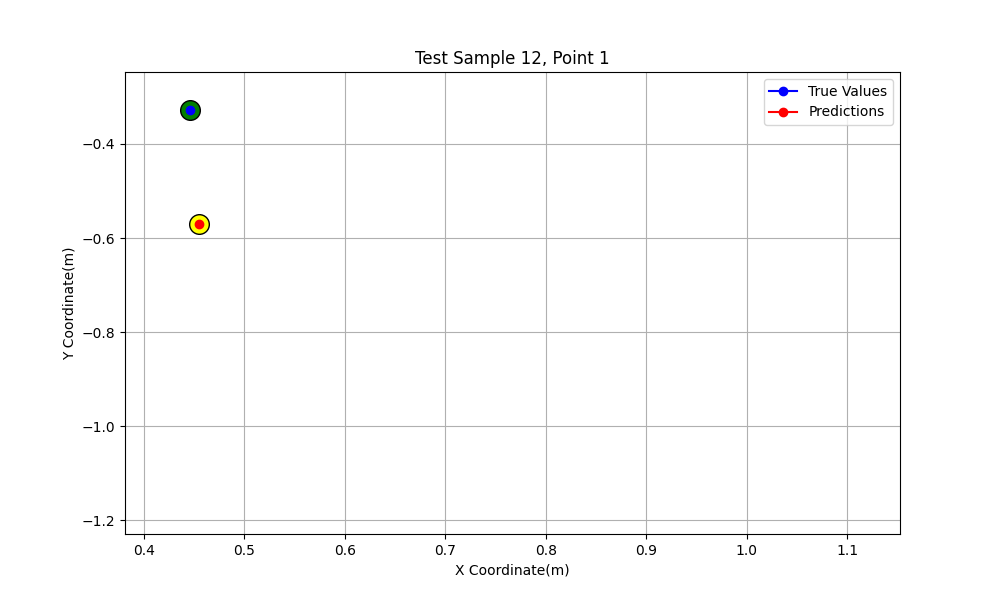 Test Sample 12, Point 1
True Values
Predictions
−0.4
−0.6
−0.8
−1.0
−1.2
Y Coordinate(m)
0.4 0.5 0.6 0.7 0.8 0.9 1.0 1.1
X Coordinate(m)